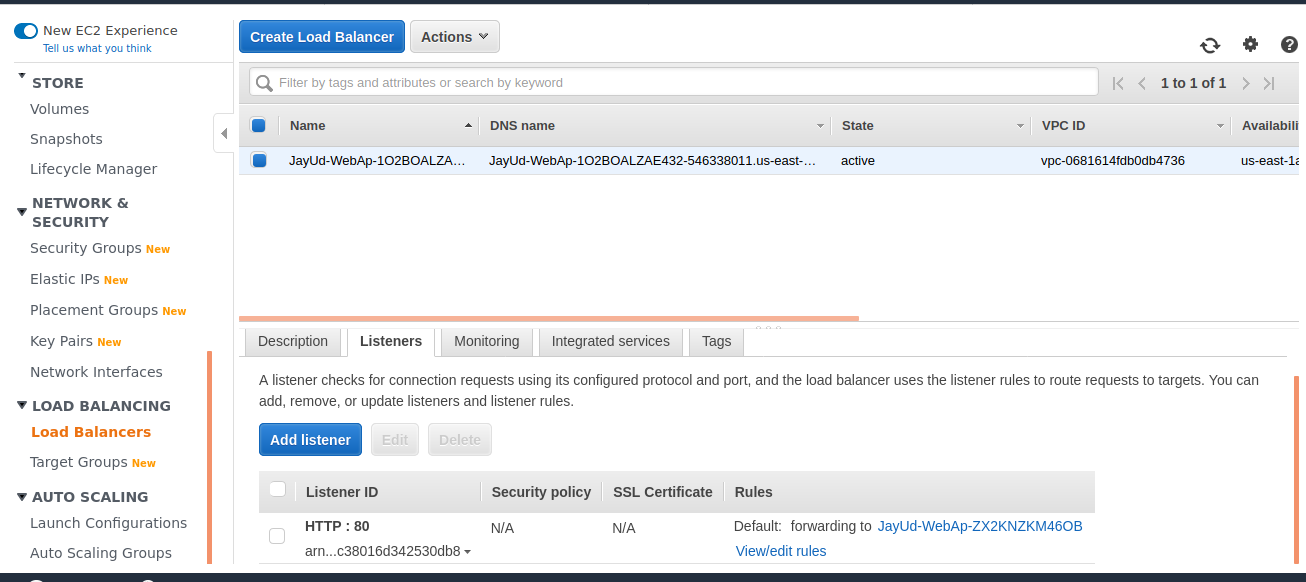 New EC2 Experience
Tell us what you think
STORE
Volumes
Snapshots
Lifecycle Manager
NETWORK &
SECURITY
Security Groups New
Elastic IPs New
Placement Groups New
Key Pairs New
Network Interfaces
LOAD BALANCING
Load Balancers
Target Groups New
AUTO SCALING
Launch Configurations
Auto Scaling Groups
Create Load Balancer Actions
Filter by tags and attributes or search by keyword 1 to 1 of 1
Name DNS name State VPC ID Availabili
JayUd-WebAp-1O2BOALZA... JayUd-WebAp-1O2BOALZAE432-546338011.us-east-... active vpc-0681614fdb0db4736 us-east-1a
Description Listeners Monitoring Integrated services Tags
A listener checks for connection requests using its configured protocol and port, and the load balancer uses the listener rules to route requests to targets. You can
add, remove, or update listeners and listener rules.
Add listener Edit Delete
Listener ID Security policy SSL Certificate Rules
HTTP : 80 N/A N/A Default: forwarding to JayUd-WebAp-ZX2KNZKM46OB
arn...c38016d342530db8 View/edit rules